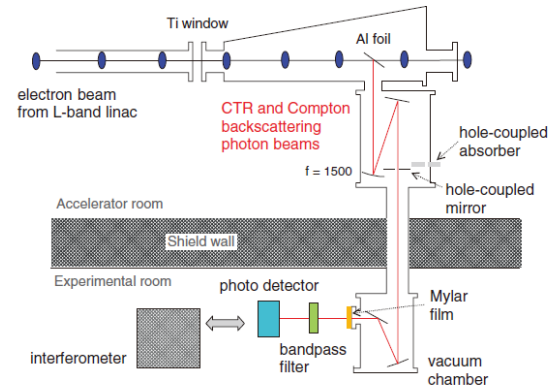 Ti window
Al foil
electron beam
from L-band linac
CTR and Compton
backscattering
photon beams
hole-coupled
absorber
f = 1500
hole-coupled
mirror
Accelerator room
Shield wall
Experimental room
photo detector
Mylar
film
interferometer
bandpass
filter
vacuum
chamber